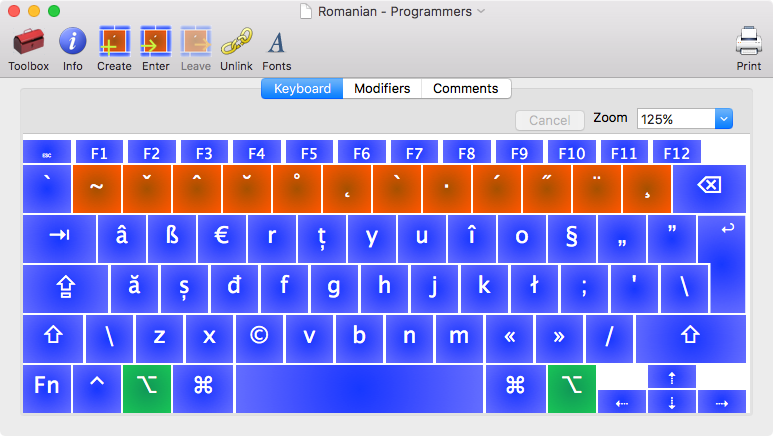 Romanian - Programmers
Toolbox Info Create Enter Leave Unlink Fonts Print
Keyboard Modifiers Comments
Cancel Zoom 125%
esc F1 F2 F3 F4 F5 F6 F7 F8 F9 F10 F11 F12
` ~ ˇ ^ ˘ ° ˛ ` · ´ ˝ ¨ ¸ ⌫
⇥ â ß € r ț y u î o § „ ” ↩
⇪ ă ș đ f g h j k ł ; ' \
⇧ \ z x © v b n m « » / ⇧
Fn ^ ⌥ ⌘ ⌘ ⌥ ⇡
⇠ ⇣ ⇢